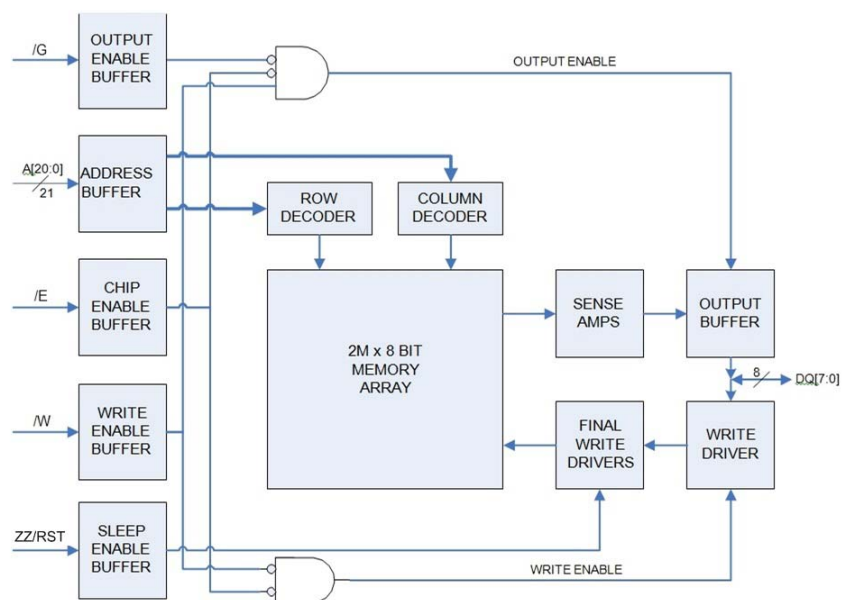 /G
OUTPUT
ENABLE
BUFFER
OUTPUT ENABLE
A[20:0]
21
ADDRESS
BUFFER
ROW
DECODER
COLUMN
DECODER
/E
CHIP
ENABLE
BUFFER
2M x 8 BIT
MEMORY
ARRAY
SENSE
AMPS
OUTPUT
BUFFER
8
DQ[7:0]
/W
WRITE
ENABLE
BUFFER
FINAL
WRITE
DRIVERS
WRITE
DRIVER
ZZ/RST
SLEEP
ENABLE
BUFFER
WRITE ENABLE